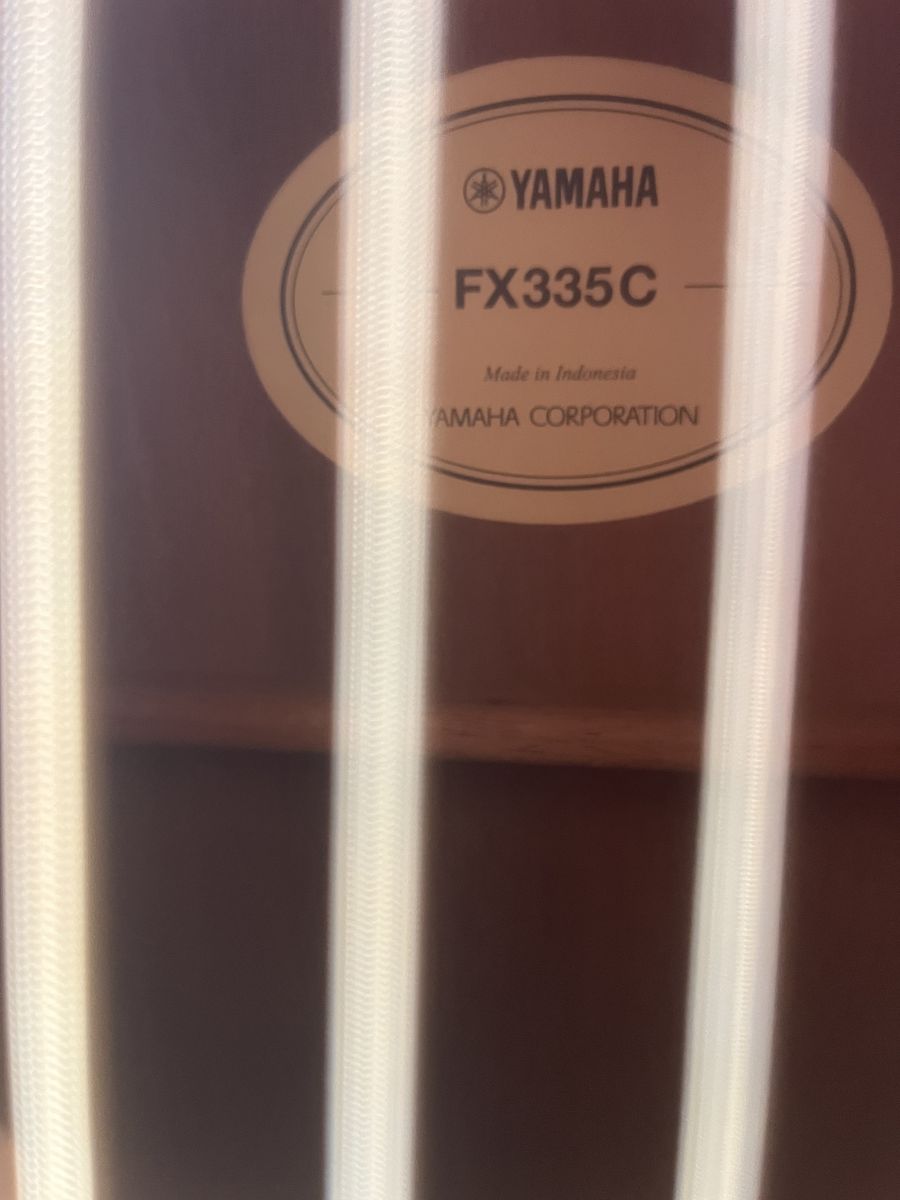 YAMAHA
FX335C
Made in Indonesia
YAMAHA CORPORATION